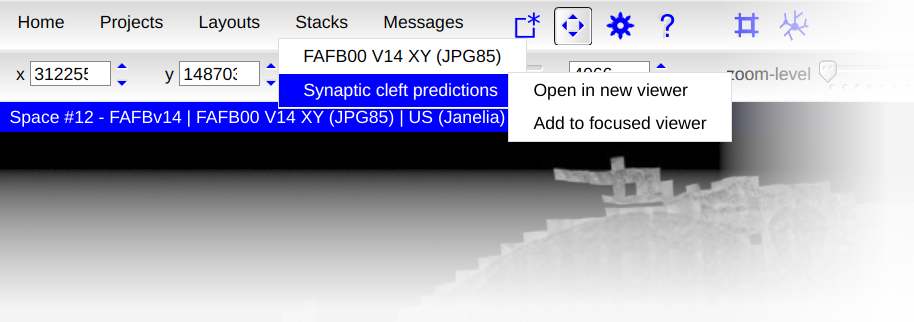 Home Projects Layouts Stacks Messages ?
FAFB00 V14 XY (JPG85)
x 312255 y 148703 zoom-level
Synaptic cleft predictions Open in new viewer
Add to focused viewer
Space #12 - FAFBv14 | FAFB00 V14 XY (JPG85) | US (Janelia)